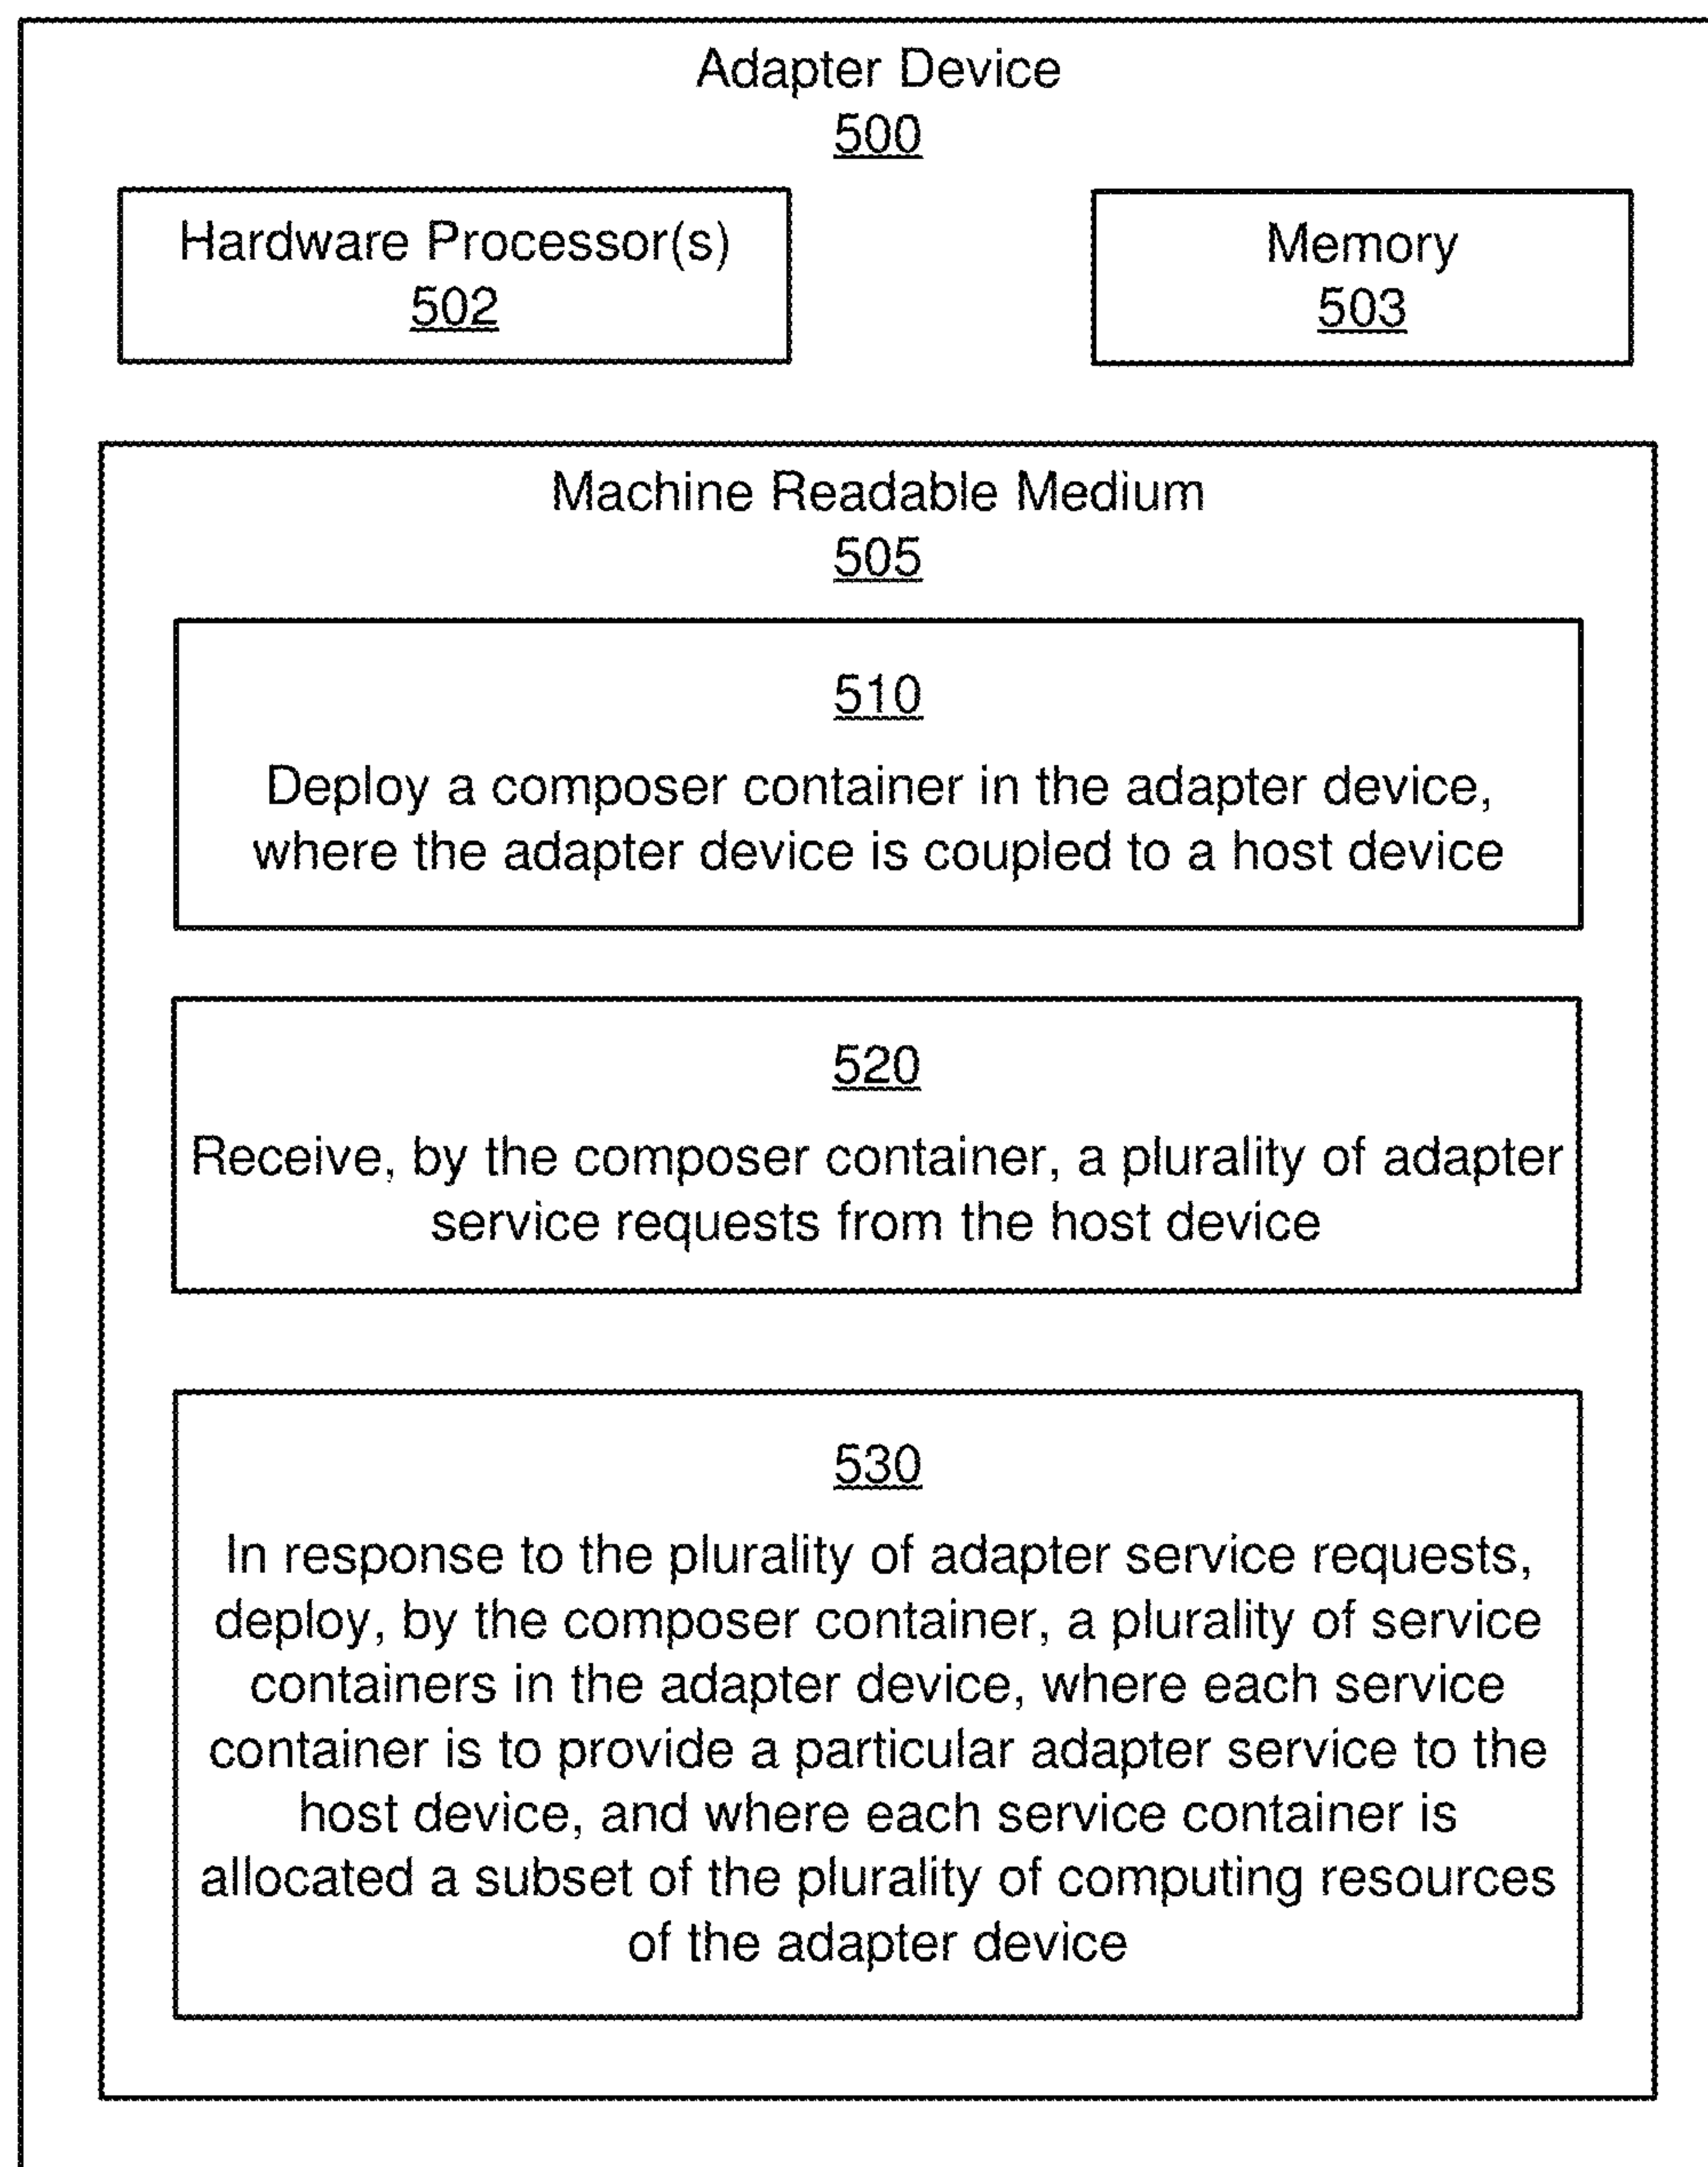 Adapter Device
500
Hardware Processor(s)
502
Memory
503
Machine Readable Medium
505
510
Deploy a composer container in the adapter device,
where the adapter device is coupled to a host device
520
Receive, by the composer container, a plurality of adapter
service requests from the host device
530
In response to the plurality of adapter service requests,
deploy, by the composer container, a plurality of service
containers in the adapter device, where each service
container is to provide a particular adapter service to the
host device, and where each service container is
allocated a subset of the plurality of computing resources
of the adapter device